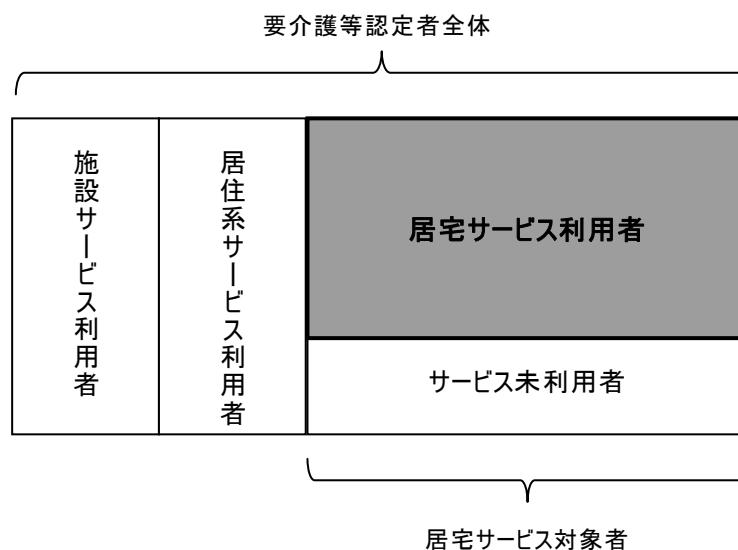 要介護等認定者全体
施設サービス利用者
居住系サービス利用者
居宅サービス利用者
サービス未利用者
居宅サービス対象者